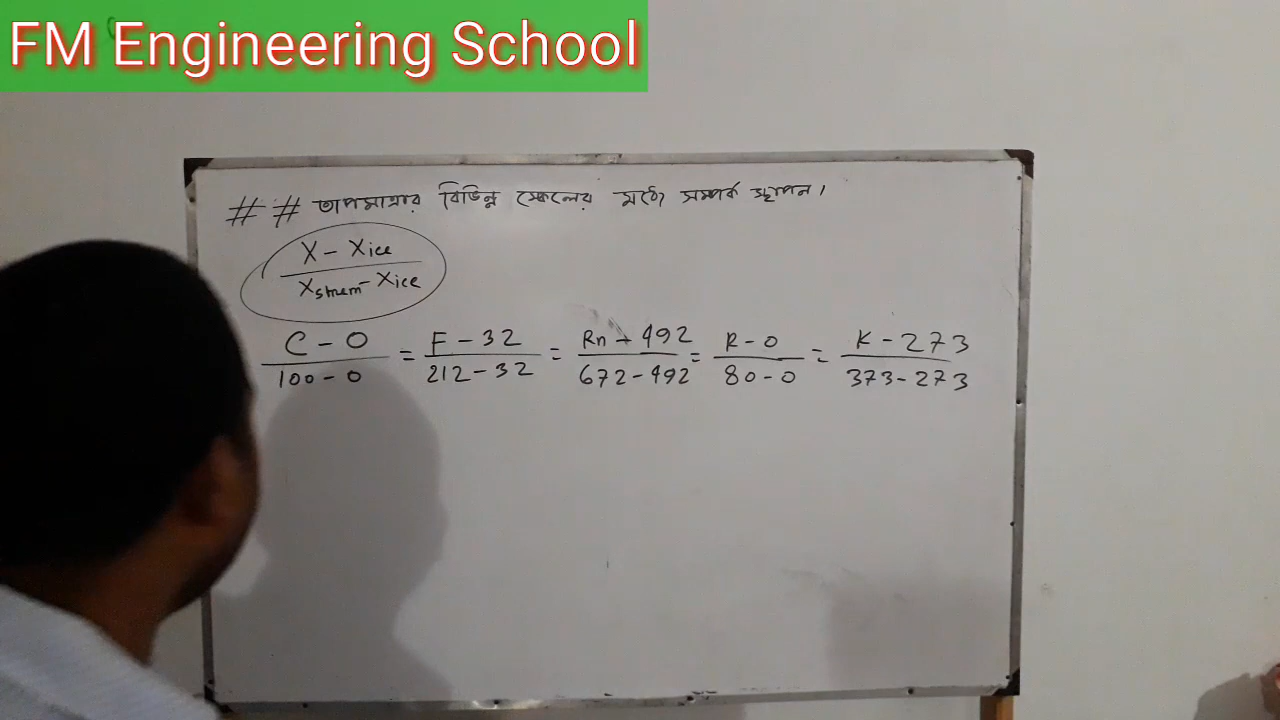 FM Engineering School
## তাপমাত্রার বিভিন্ন স্কেলের মধ্যে সম্পর্ক স্থাপন।
X - Xice
Xstem - Xice
C - 0 = F - 32 = Rn - 492 = R - 0 = K - 273
100 - 0 212 - 32 672 - 492 80 - 0 373 - 273